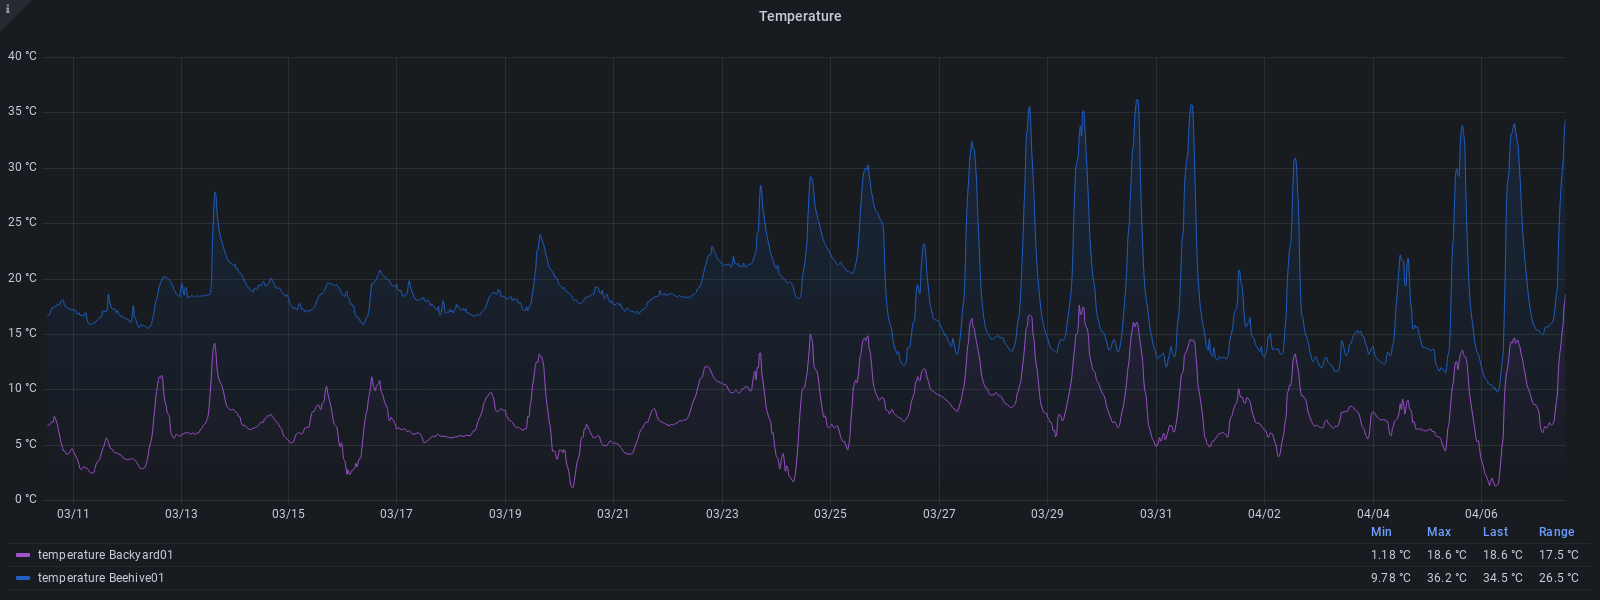 i
Temperature
40 °C
35 °C
30 °C
25 °C
20 °C
15 °C
10 °C
5 °C
0 °C
03/11 03/13 03/15 03/17 03/19 03/21 03/23 03/25 03/27 03/29 03/31 04/02 04/04 04/06
Min Max Last Range
temperature Backyard01 1.18 °C 18.6 °C 18.6 °C 17.5 °C
temperature Beehive01 9.78 °C 36.2 °C 34.5 °C 26.5 °C